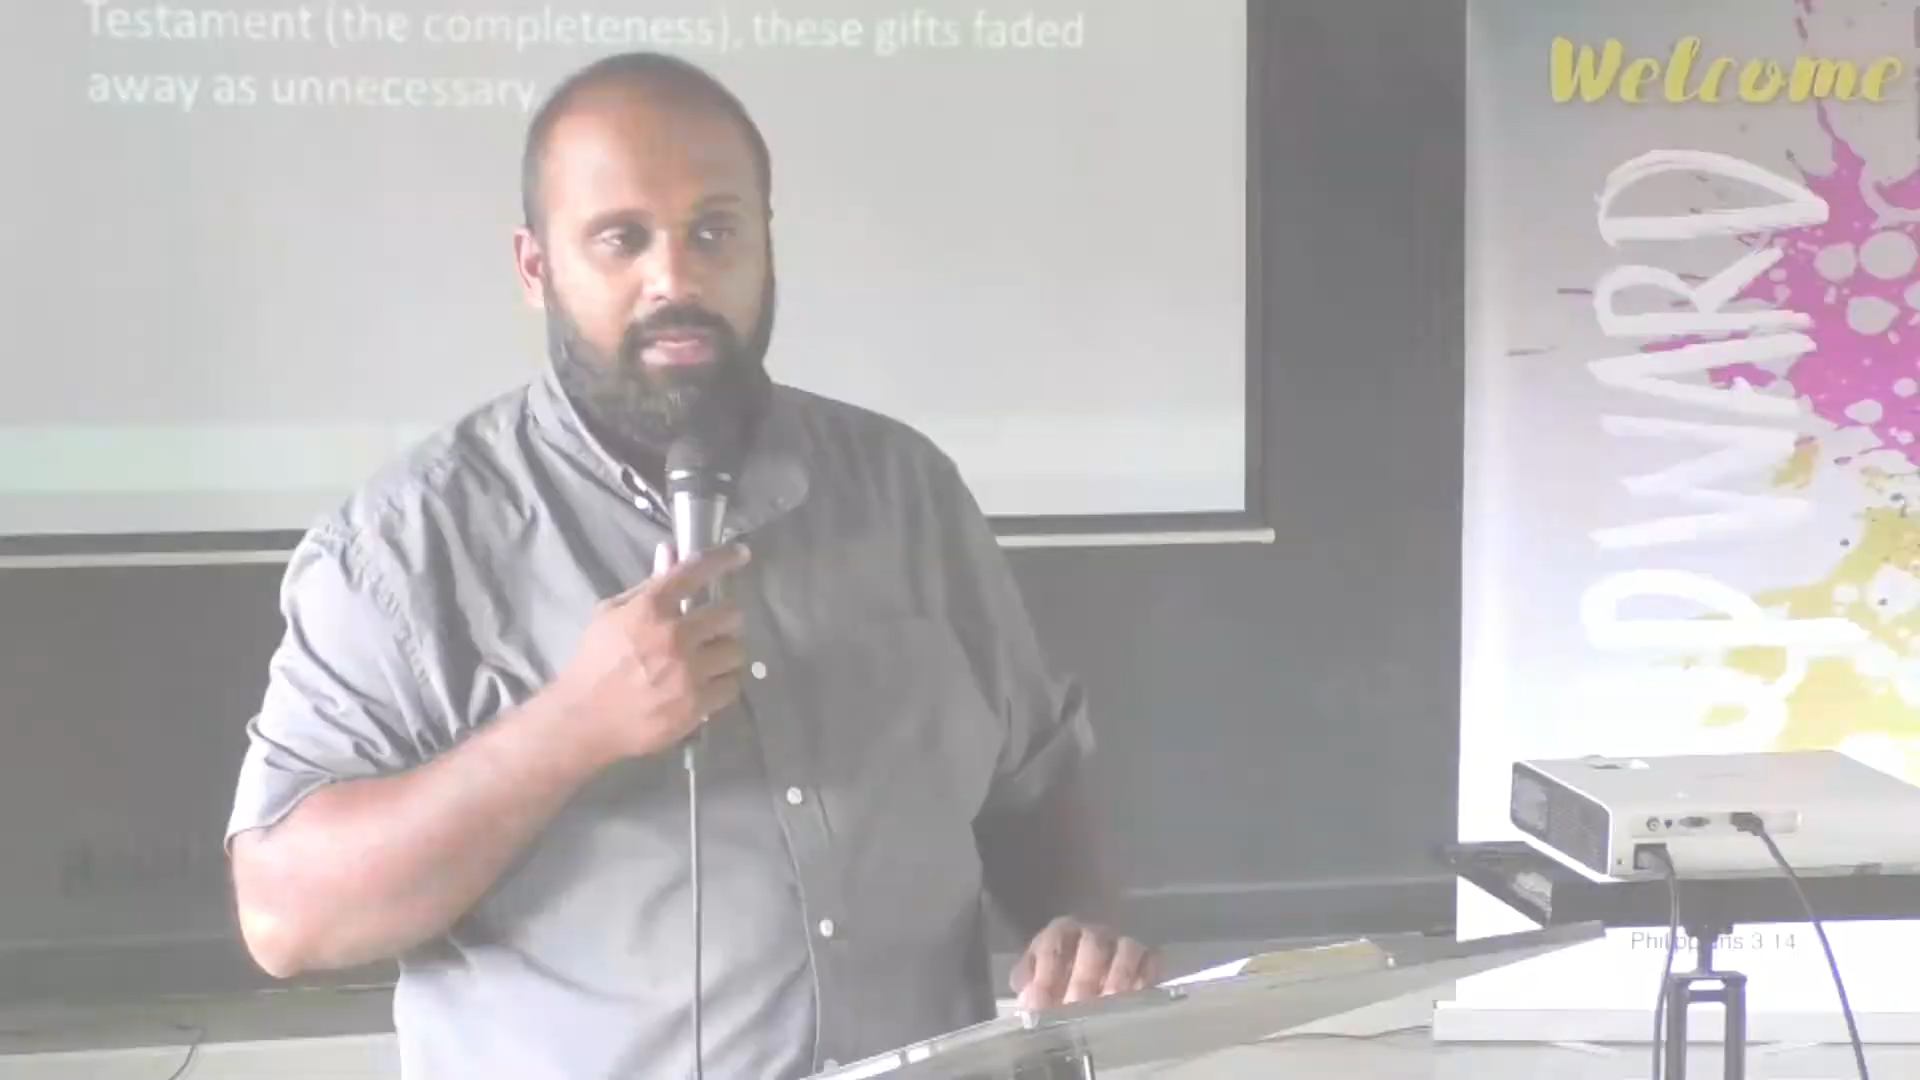 Testament (the completeness), these gifts faded
away as unnecessary
Welcome
UPWARD
Philippians 3 14